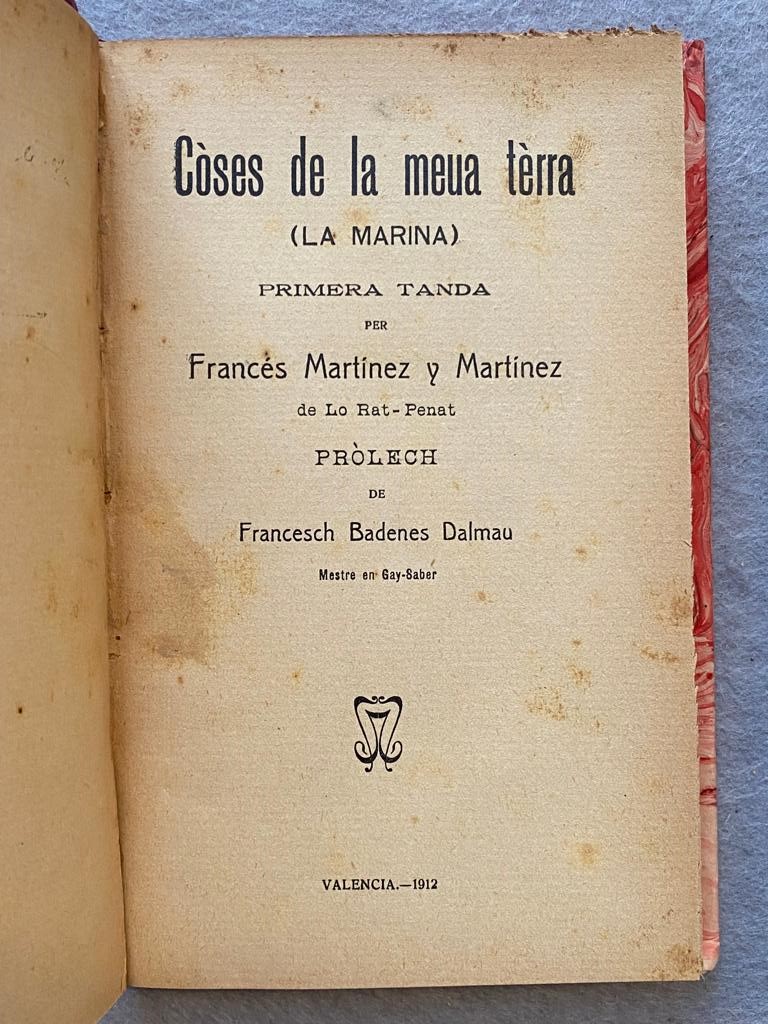 Còses de la meua tèrra
(LA MARINA)
PRIMERA TANDA
PER
Francés Martínez y Martínez
de Lo Rat-Penat
PRÒLECH
DE
Francesch Badenes Dalmau
Mestre en Gay-Saber
VALENCIA.—1912